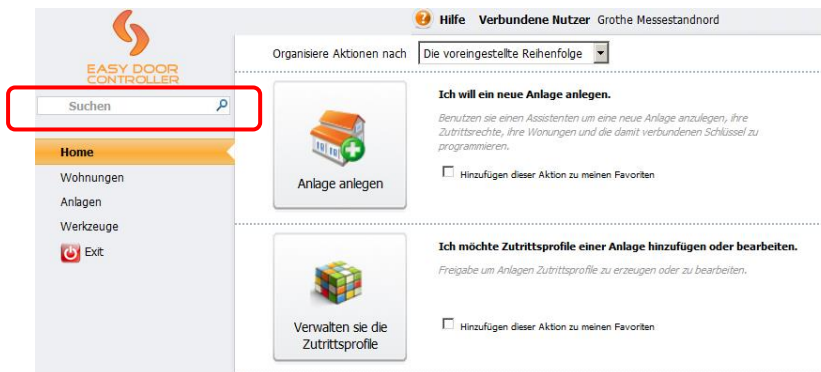 Hilfe Verbundene Nutzer Grothe Messestandnord
EASY DOOR
CONTROLLER
Suchen
Home
Wohnungen
Anlagen
Werkzeuge
Exit
Organisiere Aktionen nach Die voreingestellte Reihenfolge
Anlage anlegen
Ich will ein neue Anlage anlegen.
Benutzen sie einen Assistenten um eine neue Anlage anzulegen, ihre
Zutrittsrechte, ihre Wonungen und die damit verbundenen Schlüssel zu
programmieren.
Hinzufügen dieser Aktion zu meinen Favoriten
Verwalten sie die
Zutrittsprofile
Ich möchte Zutrittsprofile einer Anlage hinzufügen oder bearbeiten.
Freigabe um Anlagen Zutrittsprofile zu erzeugen oder zu bearbeiten.
Hinzufügen dieser Aktion zu meinen Favoriten